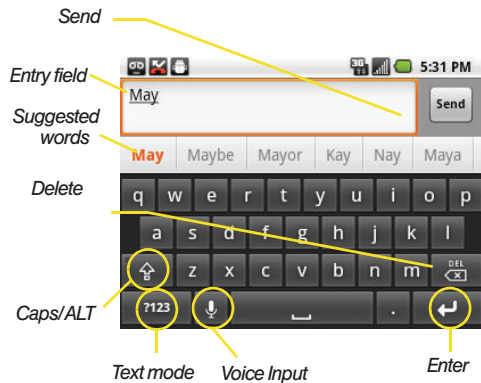 Send
3G 5:31 PM
Entry field
May
Send
Suggested
words
May Maybe Mayor Kay Nay Maya
Delete
q w e r t y u i o p
a s d f g h j k l
z x c v b n m DEL
Caps/ALT
?123 .
Text mode Voice Input Enter